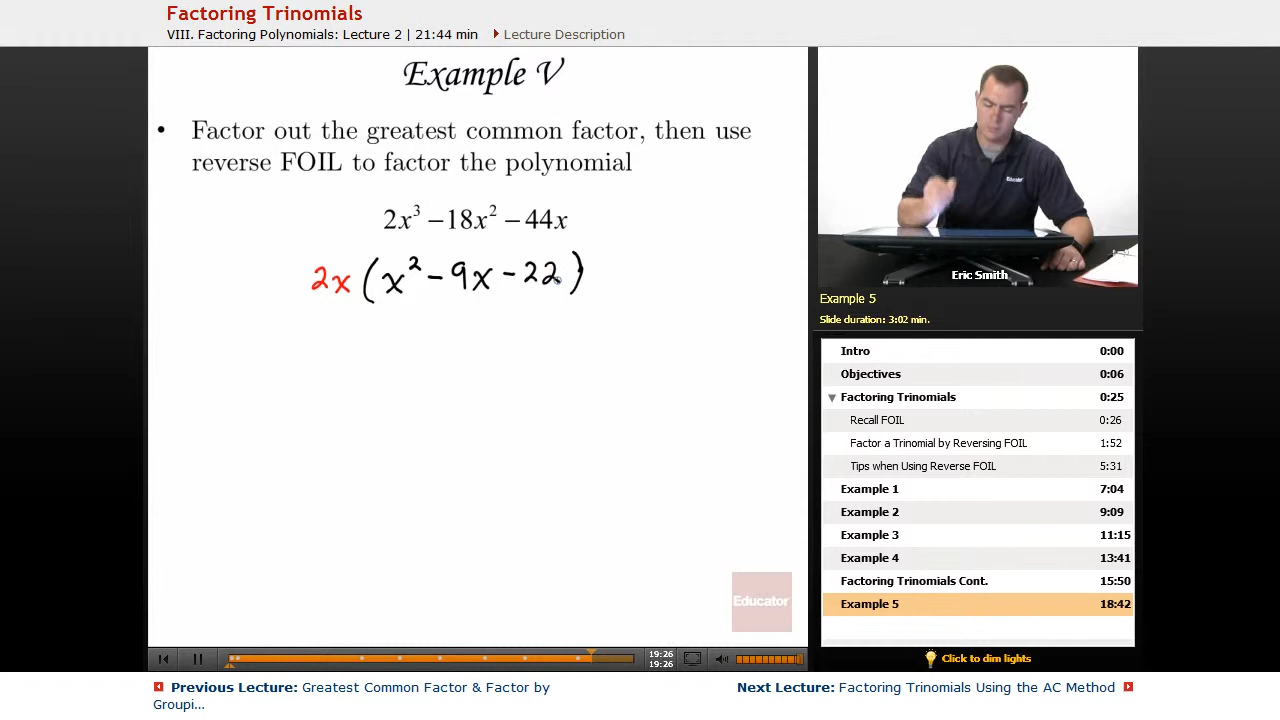 Factoring Trinomials
VIII. Factoring Polynomials: Lecture 2 | 21:44 min Lecture Description
Example V
• Factor out the greatest common factor, then use
reverse FOIL to factor the polynomial
2x³ – 18x² – 44x
2x (x² – 9x – 22)
Educator
Educator
Eric Smith
Example 5
Slide duration: 3:02 min.
Intro 0:00
Objectives 0:06
Factoring Trinomials 0:25
Recall FOIL 0:26
Factor a Trinomial by Reversing FOIL 1:52
Tips when Using Reverse FOIL 5:31
Example 1 7:04
Example 2 9:09
Example 3 11:15
Example 4 13:41
Factoring Trinomials Cont. 15:50
Example 5 18:42
19:26
19:26
Click to dim lights
Previous Lecture: Greatest Common Factor & Factor by
Groupi...
Next Lecture: Factoring Trinomials Using the AC Method